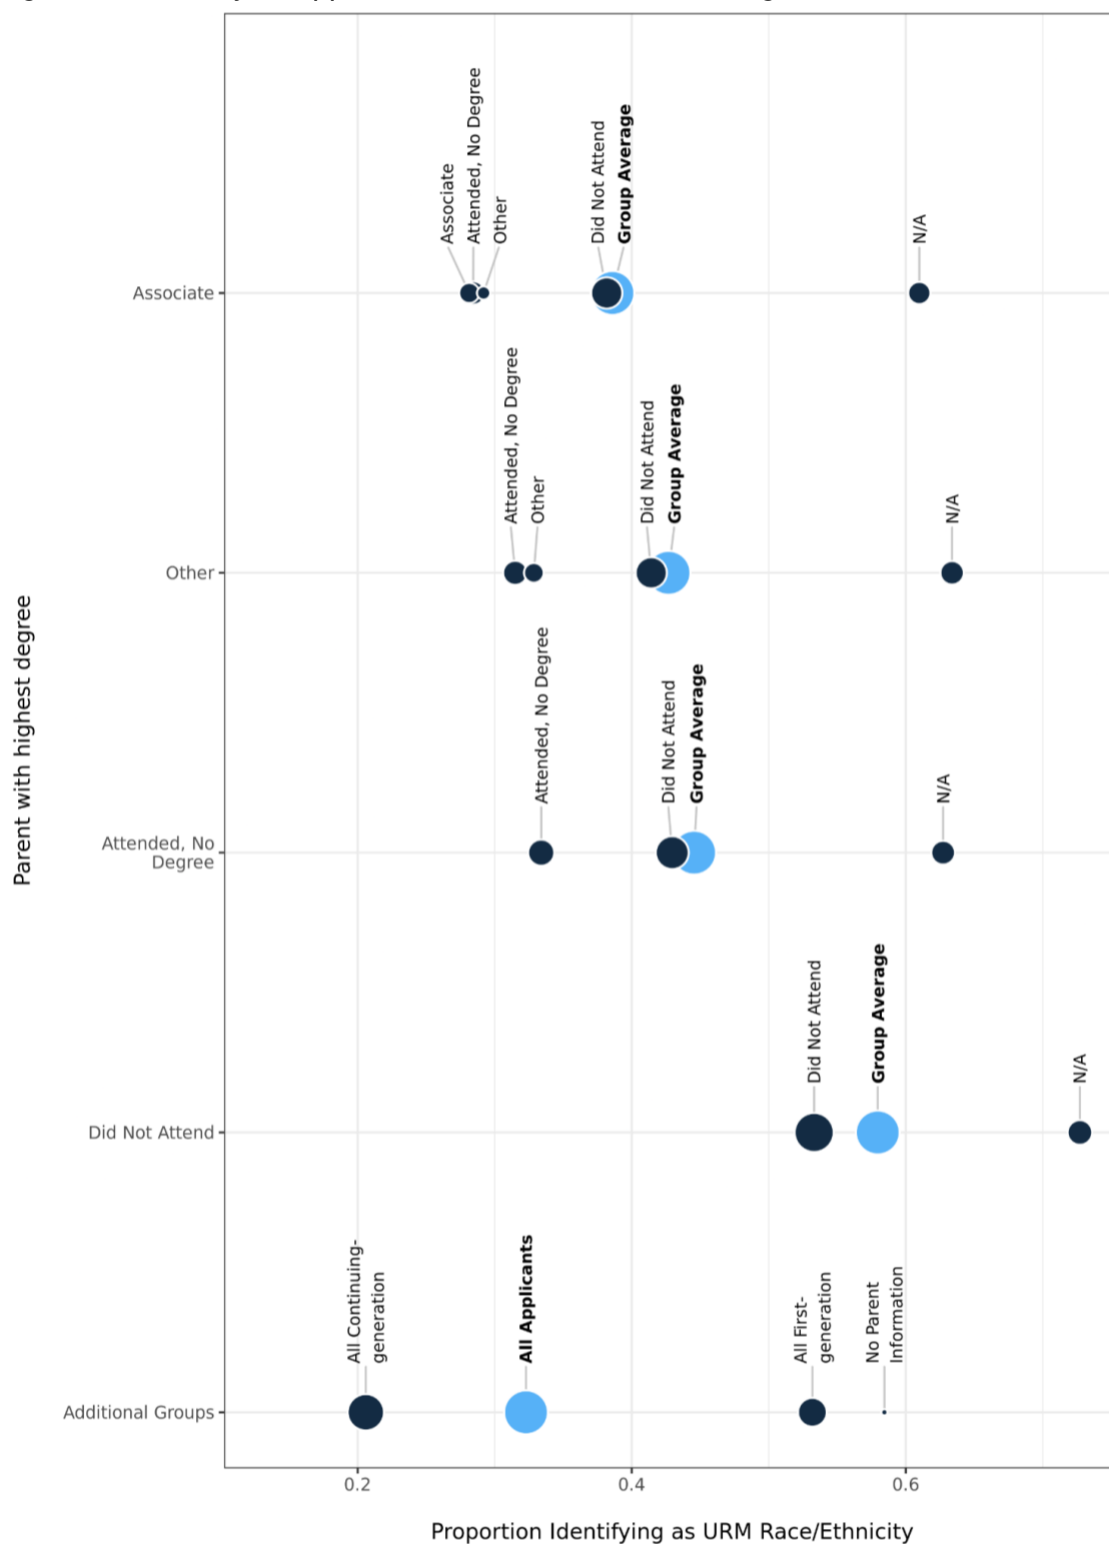 Associate
Attended, No Degree
Other
Did Not Attend
Group Average
N/A
Associate
Attended, No Degree
Other
Did Not Attend
Group Average
N/A
Other
Attended, No Degree
Did Not Attend
Group Average
N/A
Attended, No
Degree
Did Not Attend
Group Average
N/A
Did Not Attend
All Continuing-
generation
All Applicants
All First-
generation
No Parent
Information
Additional Groups
0.2
0.4
0.6
Parent with highest degree
Proportion Identifying as URM Race/Ethnicity